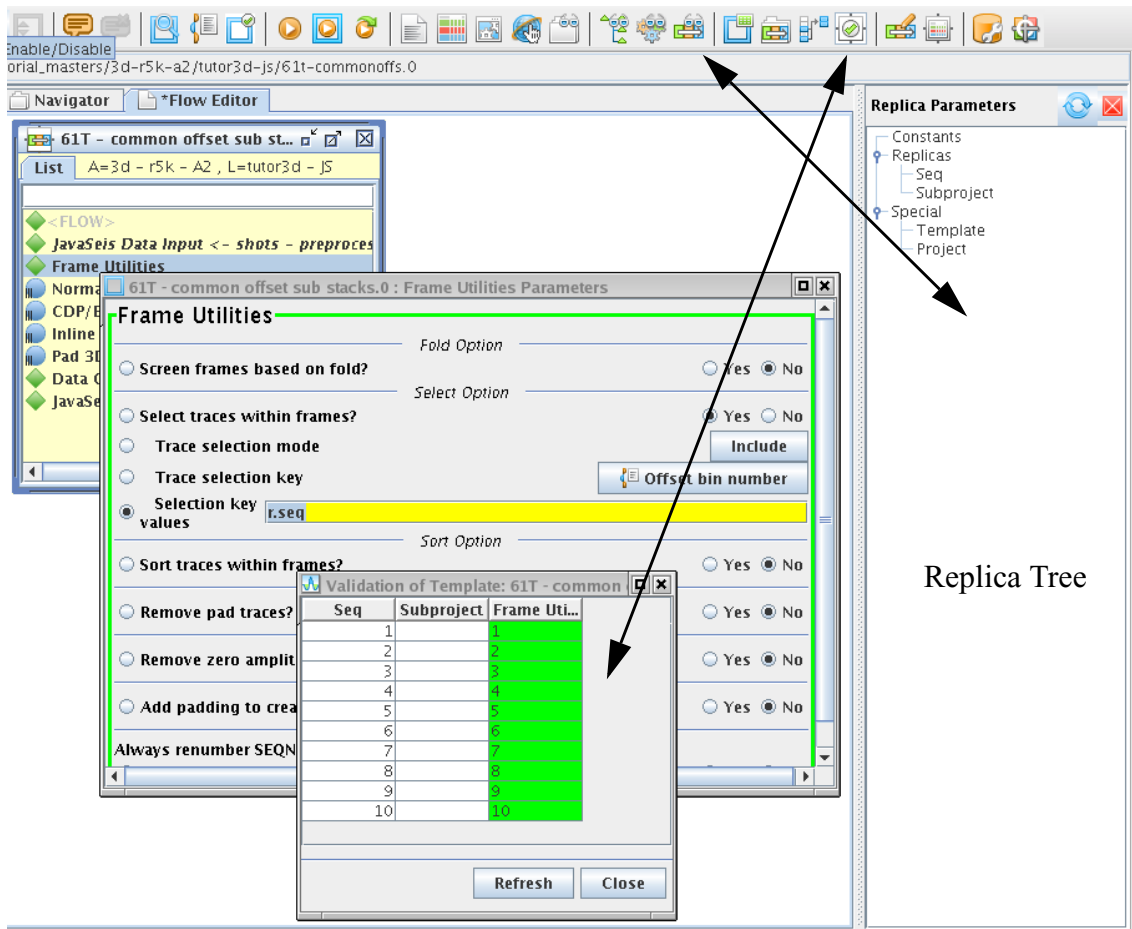 Enable/Disable
orial_masters/3d-r5k-a2/tutor3d-js/61t-commonoffs.0
Navigator
*Flow Editor
Replica Parameters
Constants
Replicas
Seq
Subproject
Special
Template
Project
61T - common offset sub st...
List A=3d - r5k - A2 , L=tutor3d - JS
<FLOW>
JavaSeis Data Input <- shots - preproces
Frame Utilities
Norma
CDP/E
Inline
Pad 3D
Data
JavaSe
61T - common offset sub stacks.0 : Frame Utilities Parameters
Frame Utilities
Fold Option
Screen frames based on fold? Yes No
Select Option
Select traces within frames? Yes No
Trace selection mode Include
Trace selection key Offset bin number
Selection key values r.seq
Sort Option
Sort traces within frames? Yes No
Remove pad traces? Yes No
Remove zero amplit Yes No
Add padding to crea Yes No
Always renumber SEQN
Validation of Template: 61T - common
Seq Subproject Frame Uti...
1 1
2 2
3 3
4 4
5 5
6 6
7 7
8 8
9 9
10 10
Refresh Close
Replica Tree